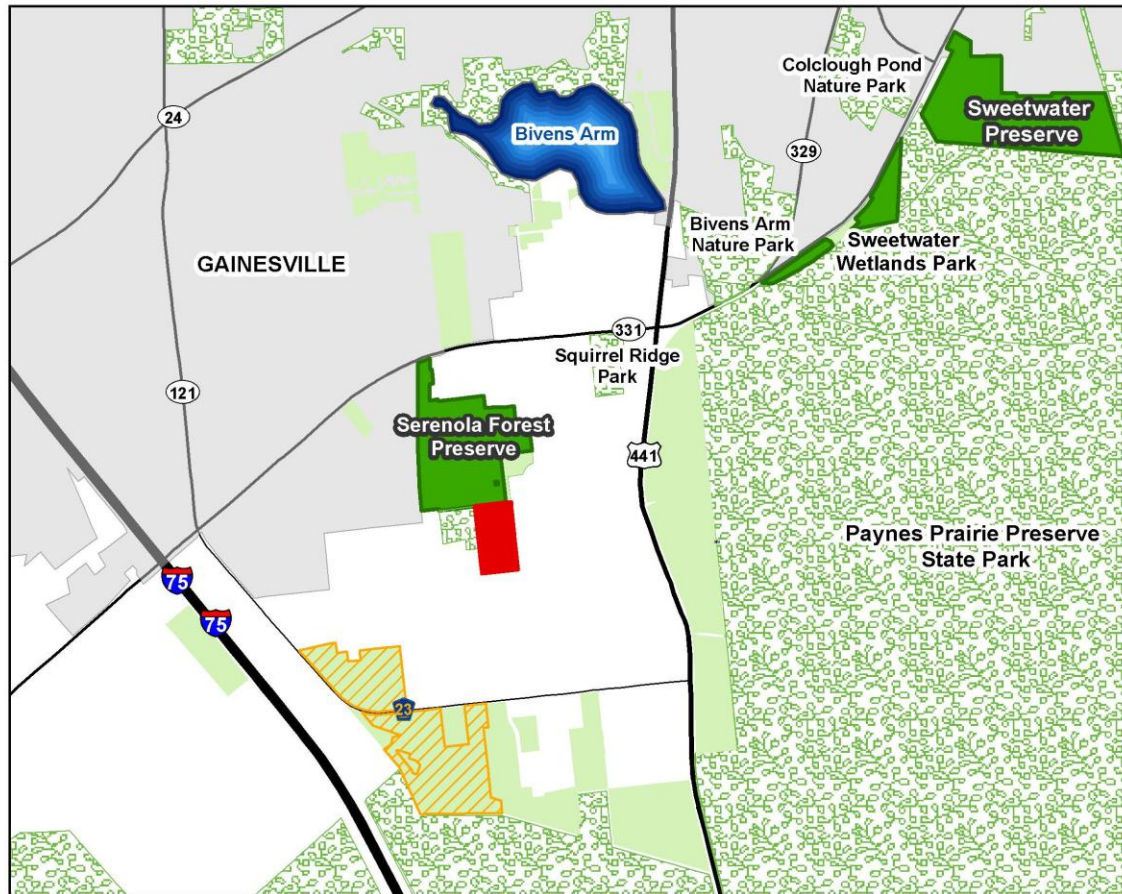 Colclough Pond
Nature Park
Sweetwater
Preserve
24
Bivens Arm
329
Bivens Arm
Nature Park
Sweetwater
Wetlands Park
GAINESVILLE
331
Squirrel Ridge
Park
121
Serenola Forest
Preserve
441
Paynes Prairie Preserve
State Park
75
75
23